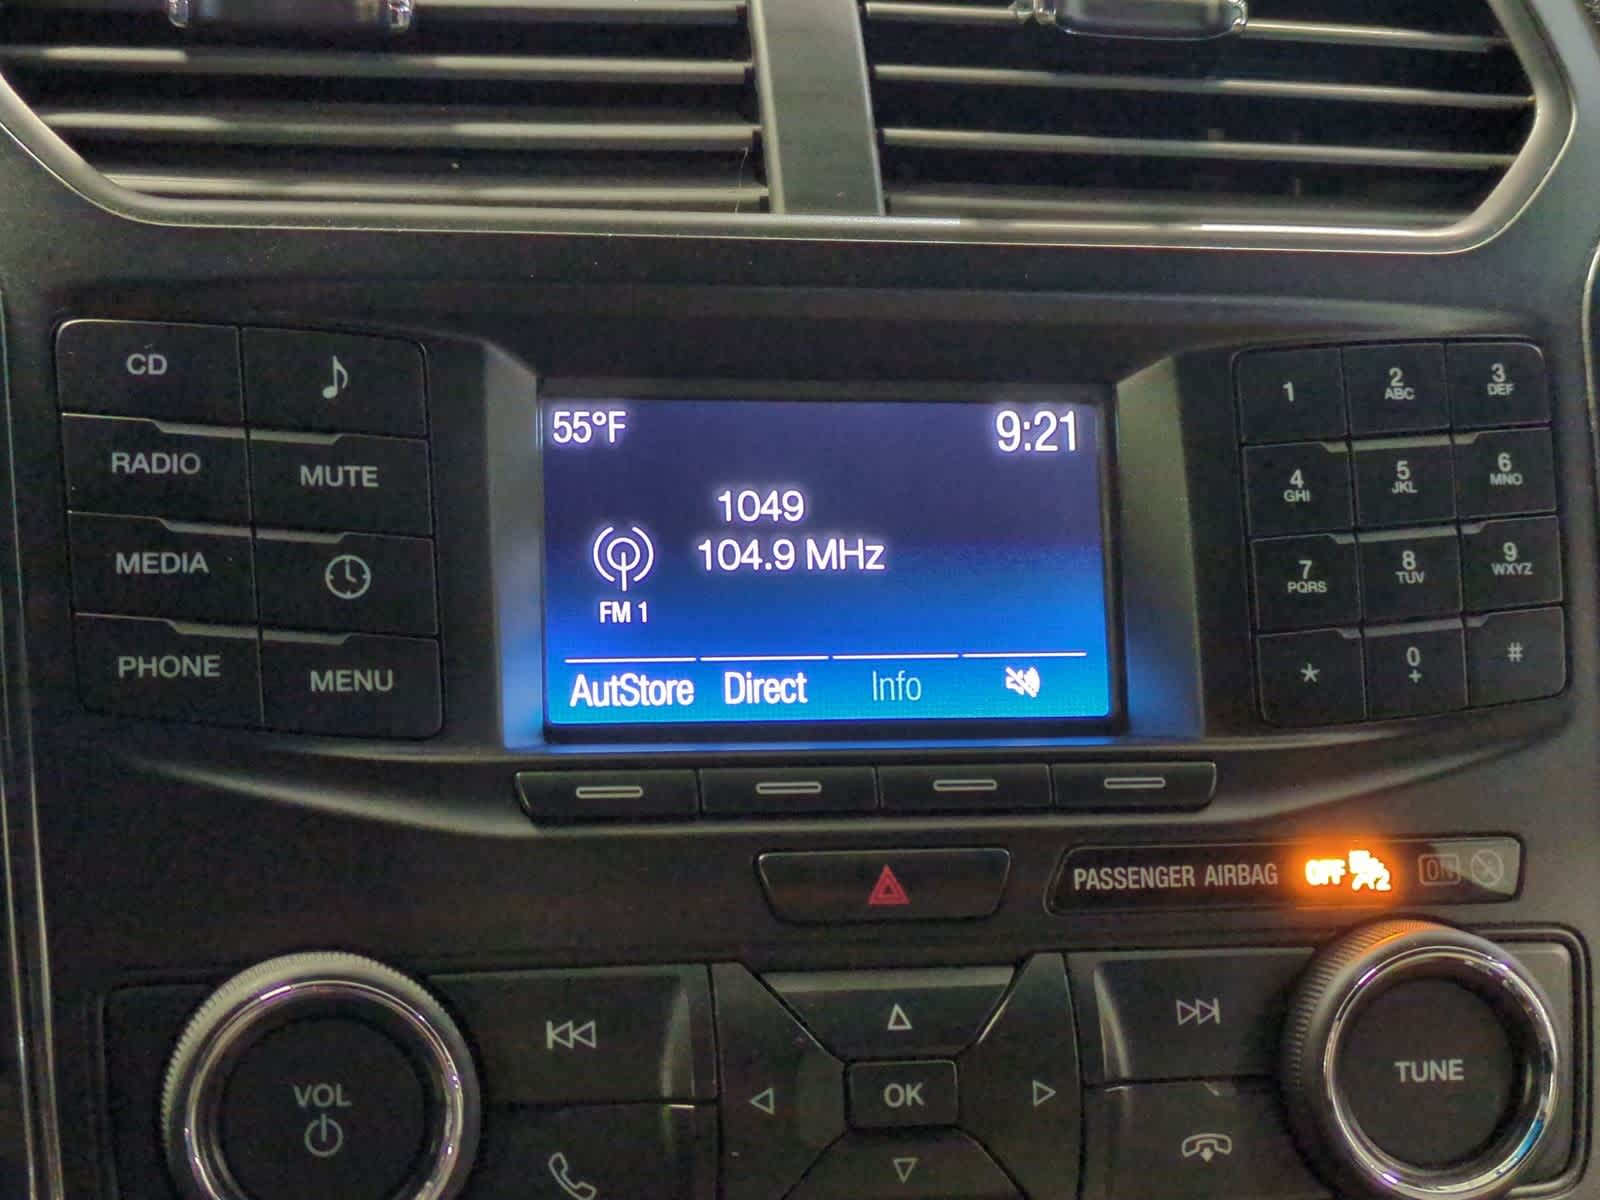 55°F
9:21
1049
104.9 MHz
FM 1
AutStore Direct Info
CD
RADIO
MUTE
MEDIA
PHONE
MENU
1
2
ABC
3
DEF
4
GHI
5
JKL
6
MNO
7
PQRS
8
TUV
9
WXYZ
*
0
+
#
PASSENGER AIRBAG OFF ON
VOL
OK
TUNE